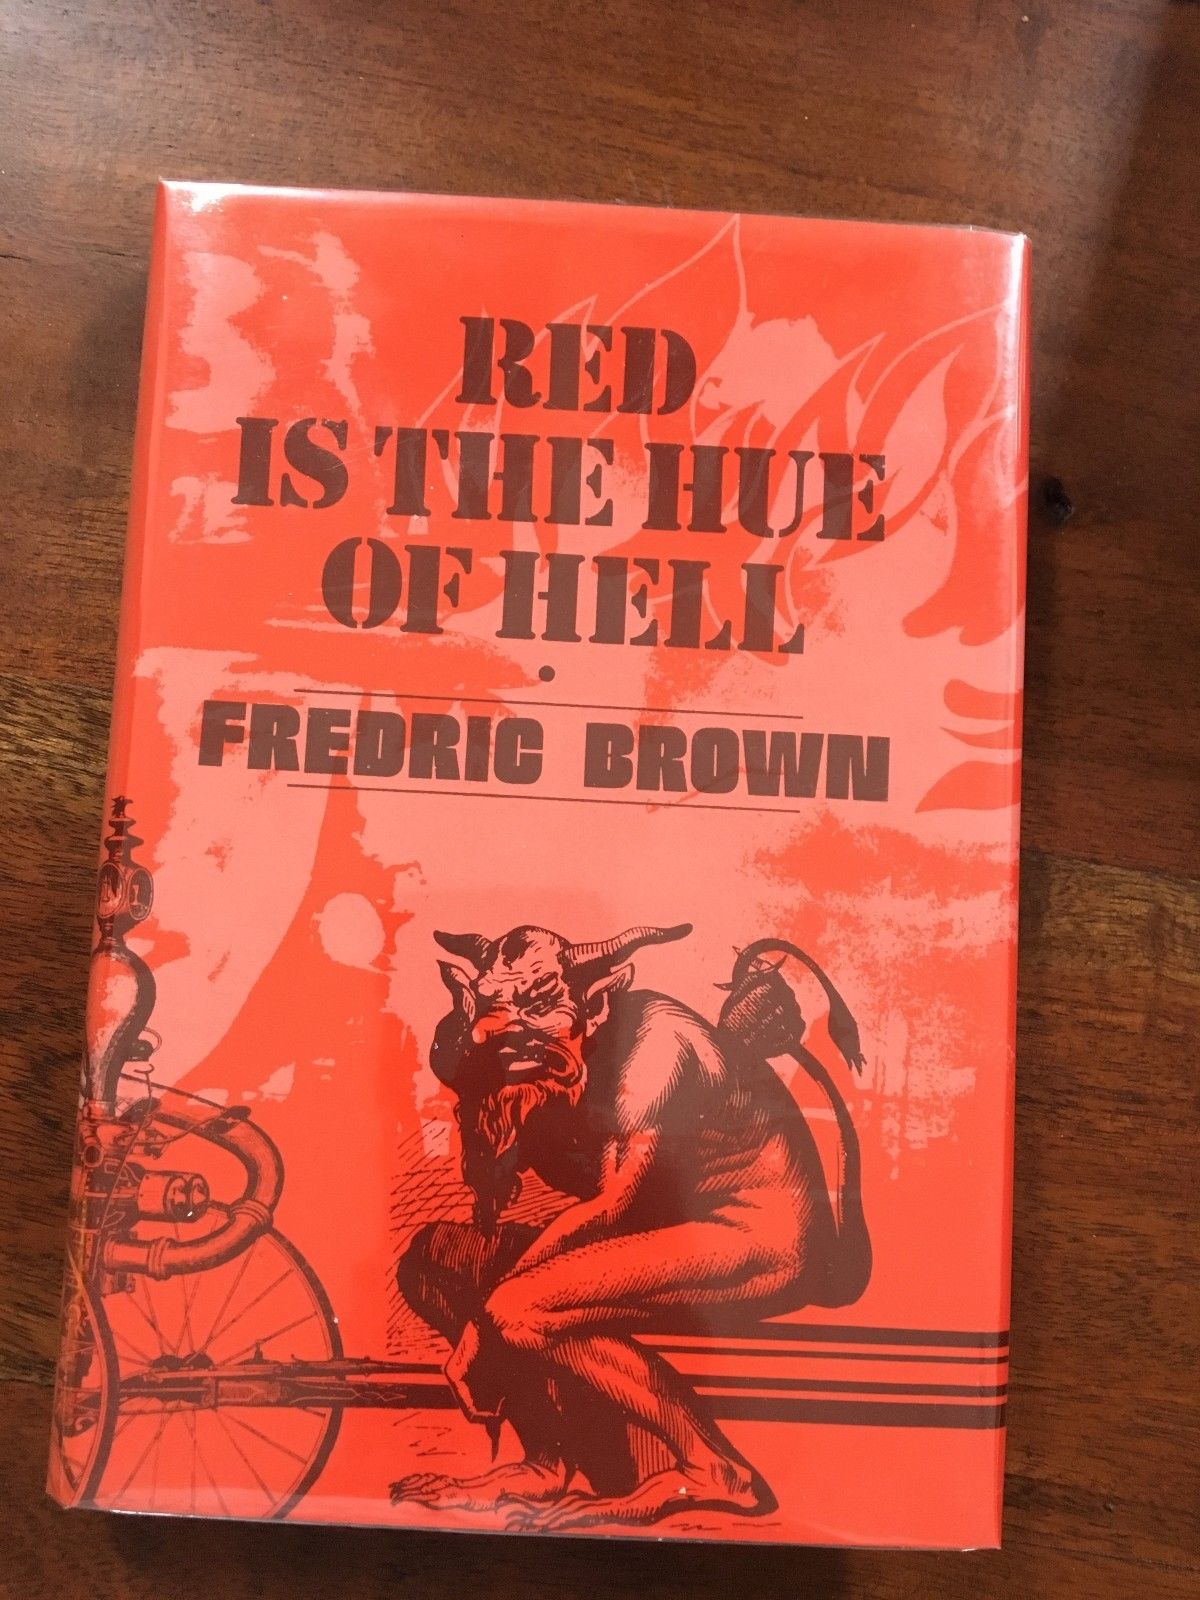 RED
IS THE HUE
OF HELL
FREDRIC BROWN